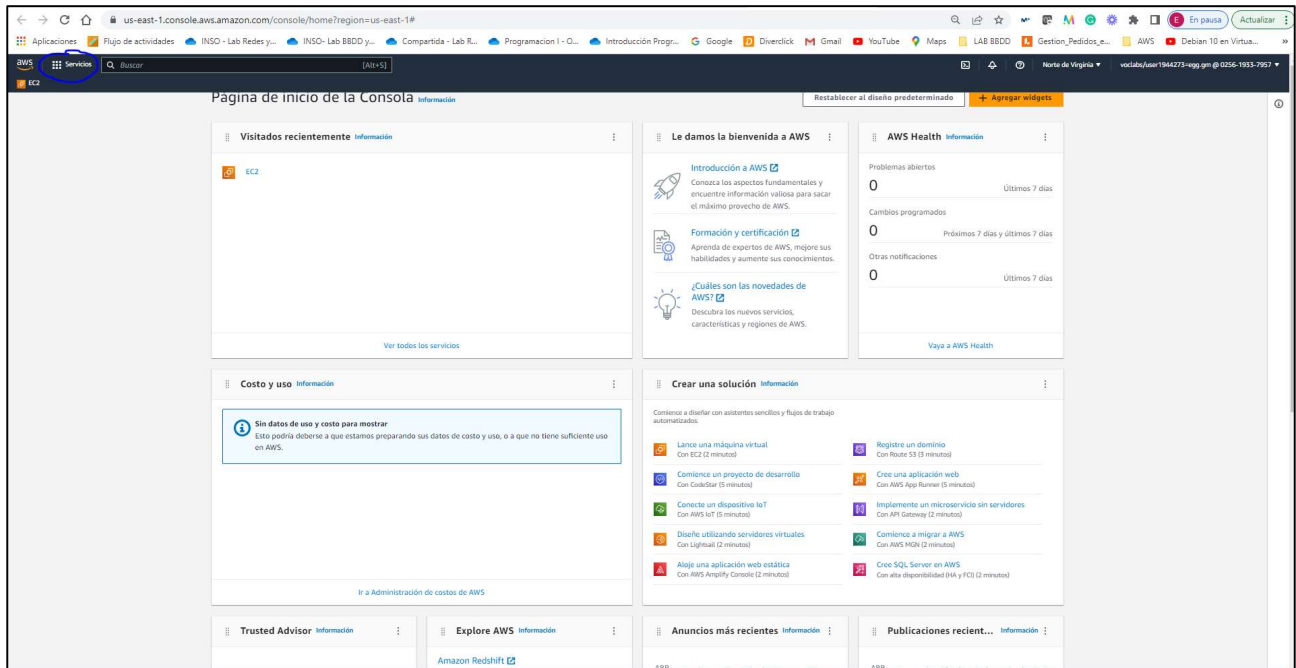 us-east-1.console.aws.amazon.com/console/home?region=us-east-1#
E En pausa
Actualizar
Aplicaciones
Flujo de actividades
INSO - Lab Redes y...
INSO- Lab BBDD y...
Compartida - Lab R...
Programacion I - O...
Introducción Progr...
Google
Diverclick
Gmail
YouTube
Maps
LAB BBDD
Gestion_Pedidos_e...
AWS
Debian 10 en Virtua...
»
aws
Servicios
Buscar
[Alt+S]
Norte de Virginia
voclabs/user1944273=egg.gm @ 0256-1933-7957
EC2
Página de inicio de la Consola Información
Restablecer al diseño predeterminado
+ Agregar widgets
Visitados recientemente Información
EC2
Ver todos los servicios
Le damos la bienvenida a AWS
Introducción a AWS
Conozca los aspectos fundamentales y
encuentre información valiosa para sacar
el máximo provecho de AWS.
Formación y certificación
Aprenda de expertos de AWS, mejore sus
habilidades y aumente sus conocimientos.
¿Cuáles son las novedades de
AWS?
Descubra los nuevos servicios,
características y regiones de AWS.
AWS Health Información
Problemas abiertos
0 Últimos 7 días
Cambios programados
0 Próximos 7 días y últimos 7 días
Otras notificaciones
0 Últimos 7 días
Vaya a AWS Health
Costo y uso Información
Sin datos de uso y costo para mostrar
Esto podría deberse a que estamos preparando sus datos de costo y uso, o a que no tiene suficiente uso
en AWS.
Ir a Administración de costos de AWS
Crear una solución Información
Comience a diseñar con asistentes sencillos y flujos de trabajo
automatizados.
Lance una máquina virtual
Con EC2 (2 minutos)
Registre un dominio
Con Route 53 (3 minutos)
Comience un proyecto de desarrollo
Con CodeStar (5 minutos)
Cree una aplicación web
Con AWS App Runner (5 minutos)
Conecte un dispositivo IoT
Con AWS IoT (5 minutos)
Implemente un microservicio sin servidores
Con API Gateway (2 minutos)
Diseñe utilizando servidores virtuales
Con Lightsail (2 minutos)
Comience a migrar a AWS
Con AWS MGN (2 minutos)
Aloje una aplicación web estática
Con AWS Amplify Console (2 minutos)
Cree SQL Server en AWS
Con alta disponibilidad (HA y FCI) (2 minutos)
Trusted Advisor Información
Explore AWS Información
Amazon Redshift
Anuncios más recientes Información
Publicaciones recient... Información